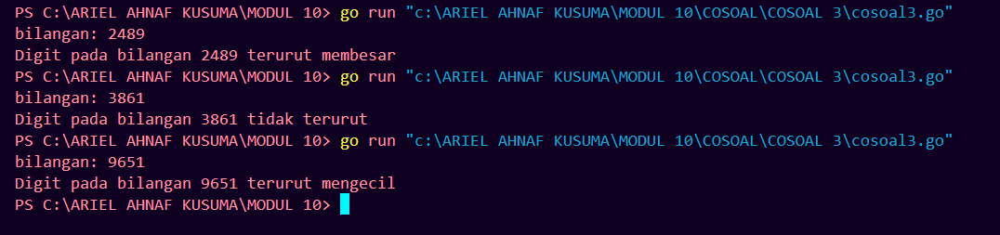 PS C:\ARIEL AHNAF KUSUMA\MODUL 10> go run "c:\ARIEL AHNAF KUSUMA\MODUL 10\COSOAL\COSOAL 3\cosoal3.go"
bilangan: 2489
Digit pada bilangan 2489 terurut membesar
PS C:\ARIEL AHNAF KUSUMA\MODUL 10> go run "c:\ARIEL AHNAF KUSUMA\MODUL 10\COSOAL\COSOAL 3\cosoal3.go"
bilangan: 3861
Digit pada bilangan 3861 tidak terurut
PS C:\ARIEL AHNAF KUSUMA\MODUL 10> go run "c:\ARIEL AHNAF KUSUMA\MODUL 10\COSOAL\COSOAL 3\cosoal3.go"
bilangan: 9651
Digit pada bilangan 9651 terurut mengecil
PS C:\ARIEL AHNAF KUSUMA\MODUL 10>